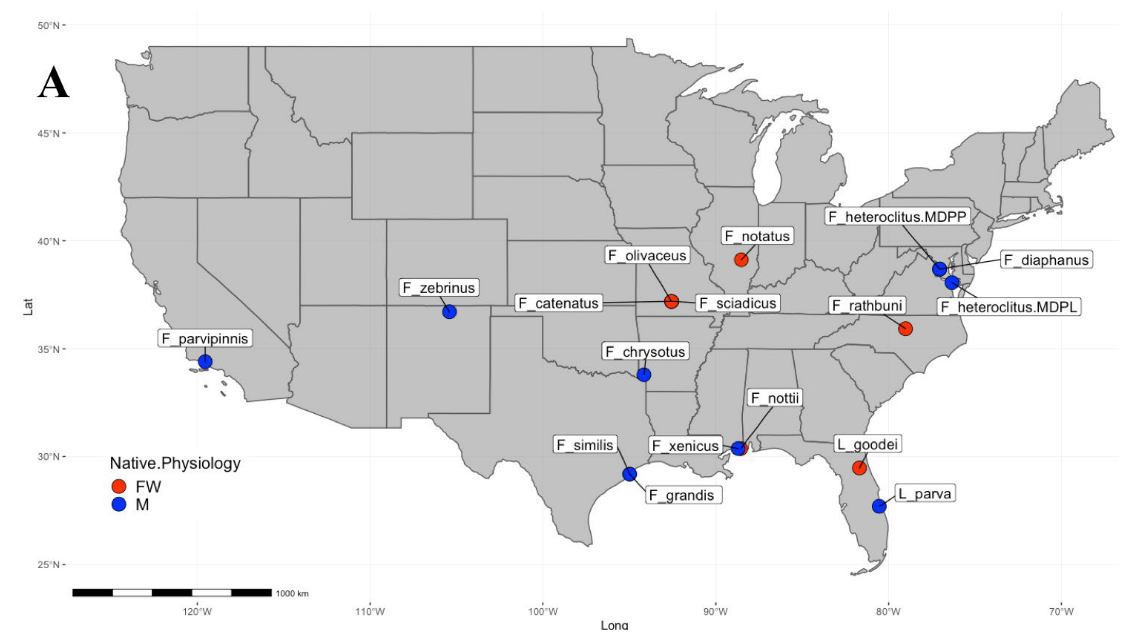 A
50°N
45°N
40°N
35°N
30°N
25°N
Lat
F_heteroclitus.MDPP
F_notatus
F_olivaceus
F_diaphanus
F_zebrinus
F_catenatus
F_sciadicus
F_rathbuni
F_heteroclitus.MDPL
F_parvipinnis
F_chrysotus
F_nottii
F_similis
F_xenicus
L_goodei
F_grandis
L_parva
Native.Physiology
FW
M
1000 km
120°W
110°W
100°W
90°W
80°W
70°W
Long